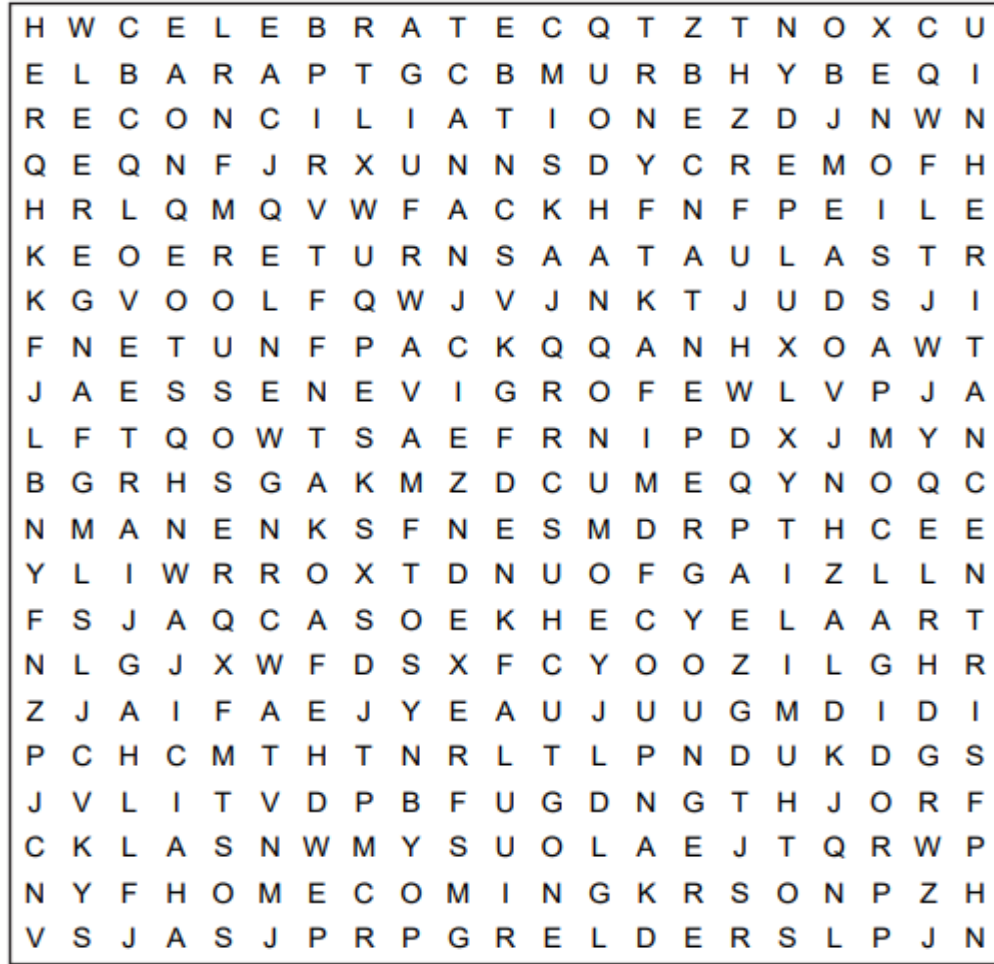 H W C E L E B R A T E C Q T Z T N O X C U
E L B A R A P T G C B M U R B H Y B E Q I
R E C O N C I L I A T I O N E Z D J N W N
Q E Q N F J R X U N N S D Y C R E M O F H
H R L Q M Q V W F A C K H F N F P E I L E
K E O E R E T U R N S A A T A U L A S T R
K G V O O L F Q W J V J N K T J U D S J I
F N E T U N F P A C K Q Q A N H X O A W T
J A E S S E N E V I G R O F E W L V P J A
L F T Q O W T S A E F R N I P D X J M Y N
B G R H S G A K M Z D C U M E Q Y N O Q C
N M A N E N K S F N E S M D R P T H C E E
Y L I W R R O X T D N U O F G A I Z L L N
F S J A Q C A S O E K H E C Y E L A A R T
N L G J X W F D S X F C Y O O Z I L G H R
Z J A I F A E J Y E A U J U U G M D I D I
P C H C M T H T N R L T L P N D U K D G S
J V L I T V D P B F U G D N G T H J O R F
C K L A S N W M Y S U O L A E J T Q R W P
N Y F H O M E C O M I N G K R S O N P Z H
V S J A S J P R P G R E L D E R S L P J N